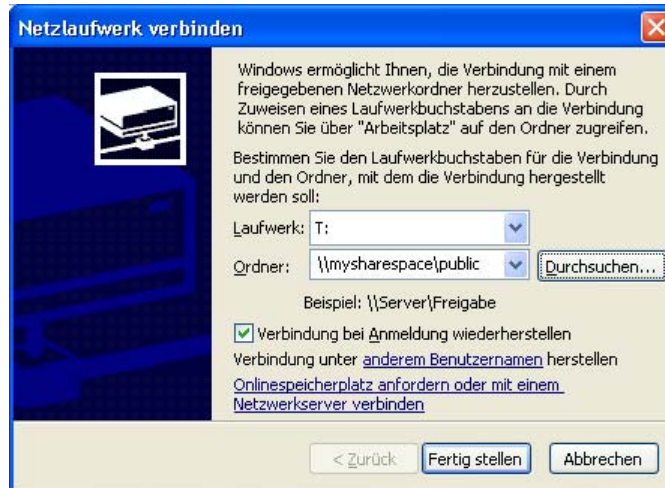 Netzlaufwerk verbinden
Windows ermöglicht Ihnen, die Verbindung mit einem
freigegebenen Netzwerkordner herzustellen. Durch
Zuweisen eines Laufwerkbuchstabens an die Verbindung
können Sie über "Arbeitsplatz" auf den Ordner zugreifen.
Bestimmen Sie den Laufwerkbuchstaben für die Verbindung
und den Ordner, mit dem die Verbindung hergestellt
werden soll:
Laufwerk: T:
Ordner: \\mysharespace\public Durchsuchen...
Beispiel: \\Server\Freigabe
Verbindung bei Anmeldung wiederherstellen
Verbindung unter anderem Benutzernamen herstellen
Onlinespeicherplatz anfordern oder mit einem
Netzwerkserver verbinden
< Zurück Fertig stellen Abbrechen